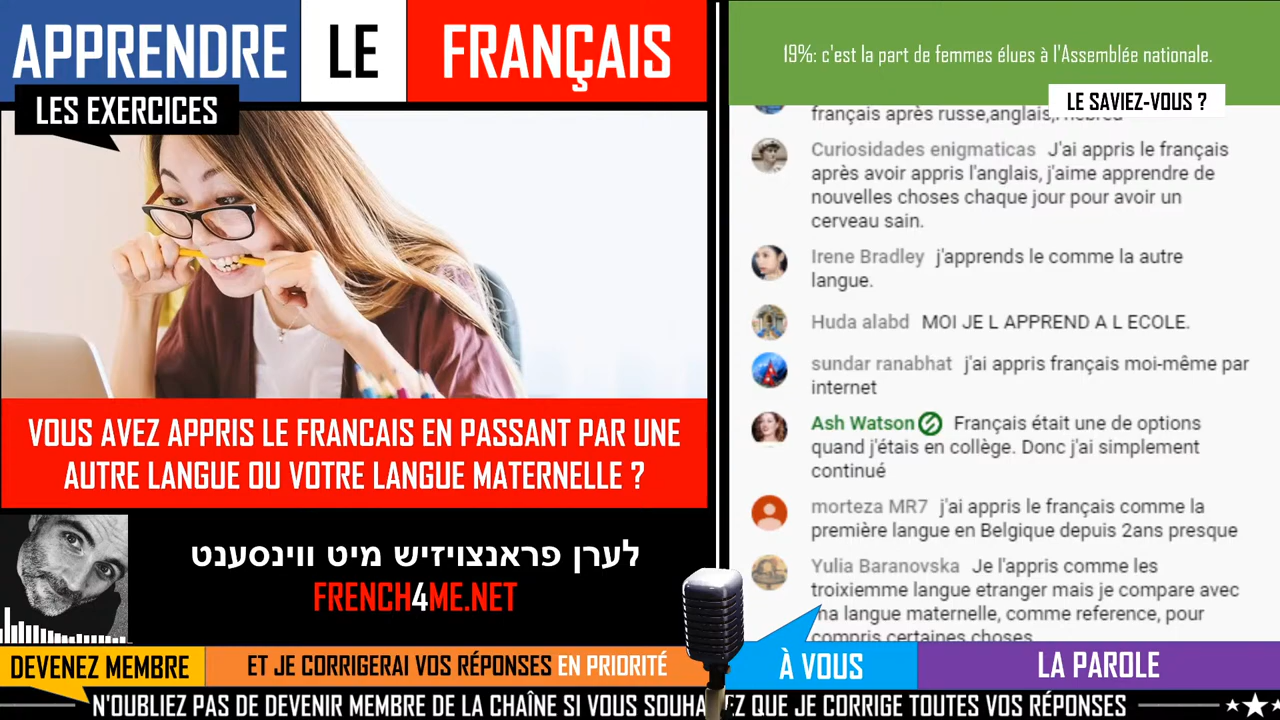 APPRENDRE LE FRANÇAIS
LES EXERCICES
VOUS AVEZ APPRIS LE FRANCAIS EN PASSANT PAR UNE
AUTRE LANGUE OU VOTRE LANGUE MATERNELLE ?
לערן פראנצויזיש מיט ווינסענט
FRENCH4ME.NET
19%: c'est la part de femmes élues à l'Assemblée nationale.
LE SAVIEZ-VOUS ?
français après russe,anglais,
Curiosidades enigmaticas J'ai appris le français
après avoir appris l'anglais, j'aime apprendre de
nouvelles choses chaque jour pour avoir un
cerveau sain.
Irene Bradley j'apprends le comme la autre
langue.
Huda alabd MOI JE L APPREND A L ECOLE.
sundar ranabhat j'ai appris français moi-même par
internet
Ash Watson Français était une de options
quand j'étais en collège. Donc j'ai simplement
continué
morteza MR7 j'ai appris le français comme la
première langue en Belgique depuis 2ans presque
Yulia Baranovska Je l'appris comme les
troixiemme langue etranger mais je compare avec
ma langue maternelle, comme reference, pour
compris certaines choses
DEVENEZ MEMBRE
ET JE CORRIGERAI VOS RÉPONSES EN PRIORITÉ
À VOUS LA PAROLE
N'OUBLIEZ PAS DE DEVENIR MEMBRE DE LA CHAÎNE SI VOUS QUE JE CORRIGE TOUTES VOS RÉPONSES